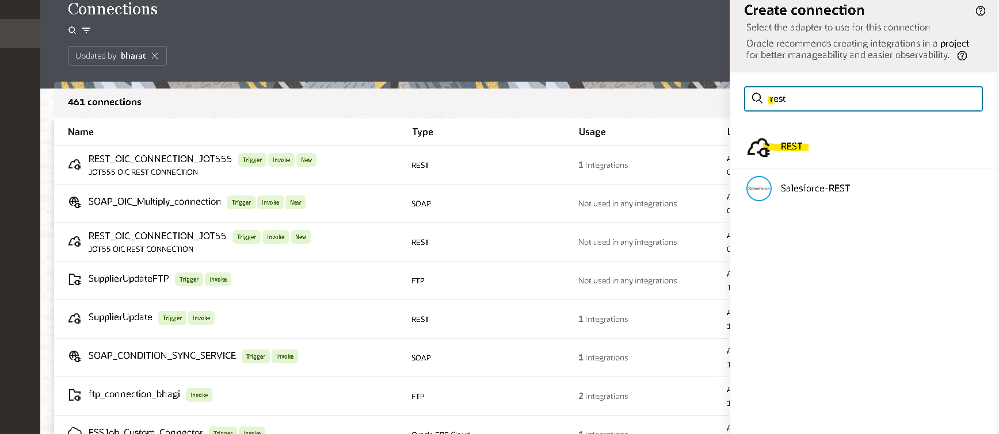 Connections
Updated by bharat
461 connections
Name Type Usage
REST_OIC_CONNECTION_JOT555 Trigger Invoke New
JOT555 OIC REST CONNECTION
REST
1 Integrations
SOAP_OIC_Multiply_connection Trigger Invoke New
SOAP
Not used in any integrations
REST_OIC_CONNECTION_JOT55 Trigger Invoke New
JOT55 OIC REST CONNECTION
REST
Not used in any integrations
SupplierUpdateFTP Trigger Invoke
FTP
Not used in any integrations
SupplierUpdate Trigger Invoke
REST
1 Integrations
SOAP_CONDITION_SYNC_SERVICE Trigger Invoke
SOAP
1 Integrations
ftp_connection_bhagi Invoke
FTP
2 Integrations
ESSJob_Custom_Connector Trigger Invoke
Oracle ERP Cloud
1 Integrations
Create connection
Select the adapter to use for this connection
Oracle recommends creating integrations in a project
for better manageability and easier observability.
rest
REST
Salesforce
Salesforce-REST